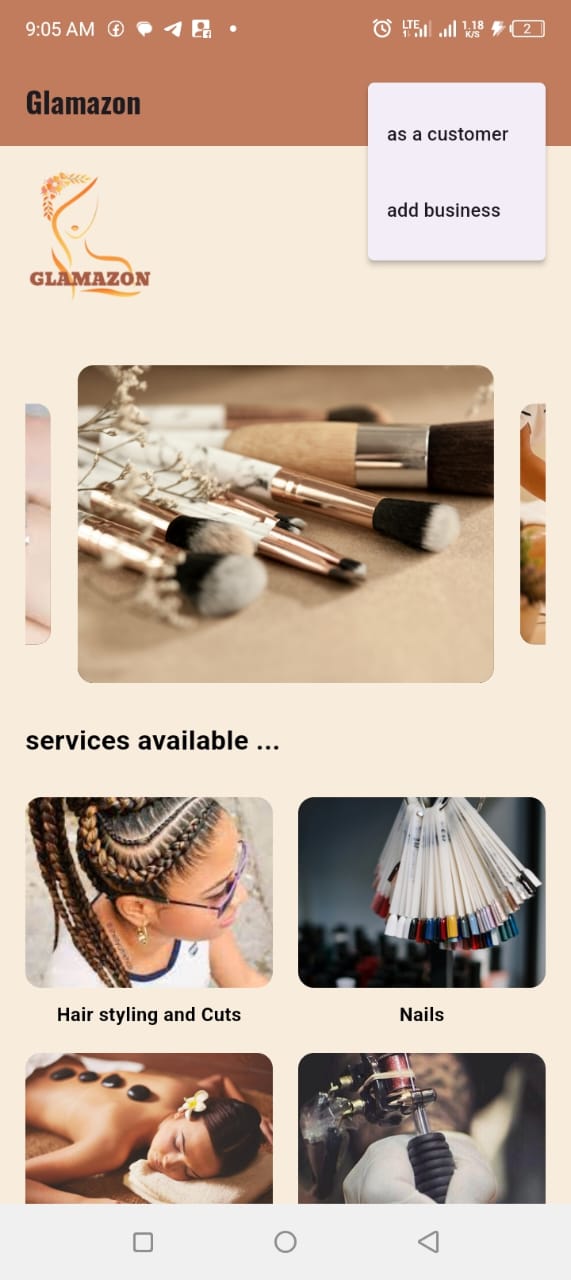 9:05 AM
LTE
1.18
K/S
2
Glamazon
as a customer
add business
GLAMAZON
services available ...
Hair styling and Cuts
Nails